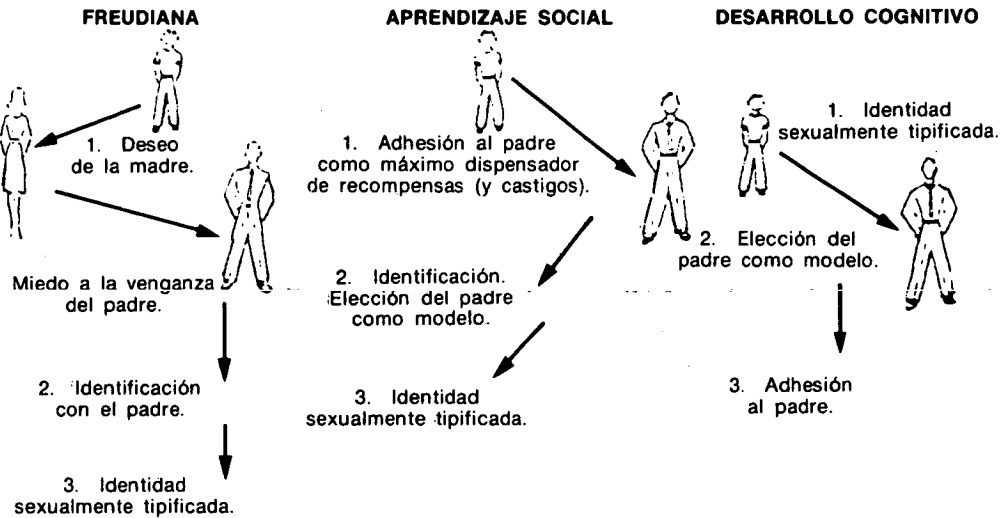 FREUDIANA
1. Deseo
de la madre.
Miedo a la venganza
del padre.
2. Identificación
con el padre.
3. Identidad
sexualmente tipificada.
APRENDIZAJE SOCIAL
1. Adhesión al padre
como máximo dispensador
de recompensas (y castigos).
2. Identificación.
Elección del padre
como modelo.
3. Identidad
sexualmente tipificada.
DESARROLLO COGNITIVO
1. Identidad
sexualmente tipificada.
2. Elección del
padre como modelo.
3. Adhesión
al padre.